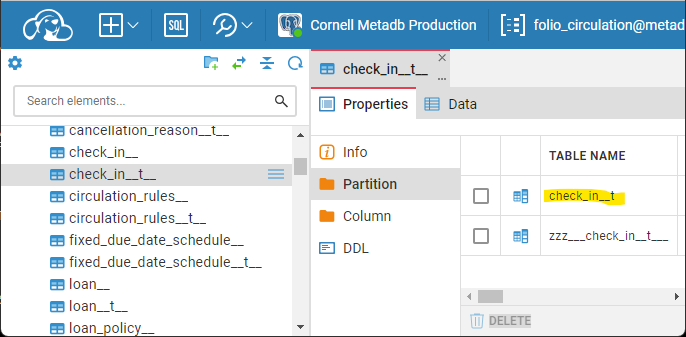 SQL
Cornell Metadb Production
folio_circulation@metad
Search elements...
cancellation_reason__t__
check_in__
check_in__t__
circulation_rules__
circulation_rules__t__
fixed_due_date_schedule__
fixed_due_date_schedule__t__
loan__
loan__t__
loan_policy__
check_in__t__
Properties
Data
Info
Partition
Column
DDL
TABLE NAME
check_in__t
zzz___check_in__t___
DELETE